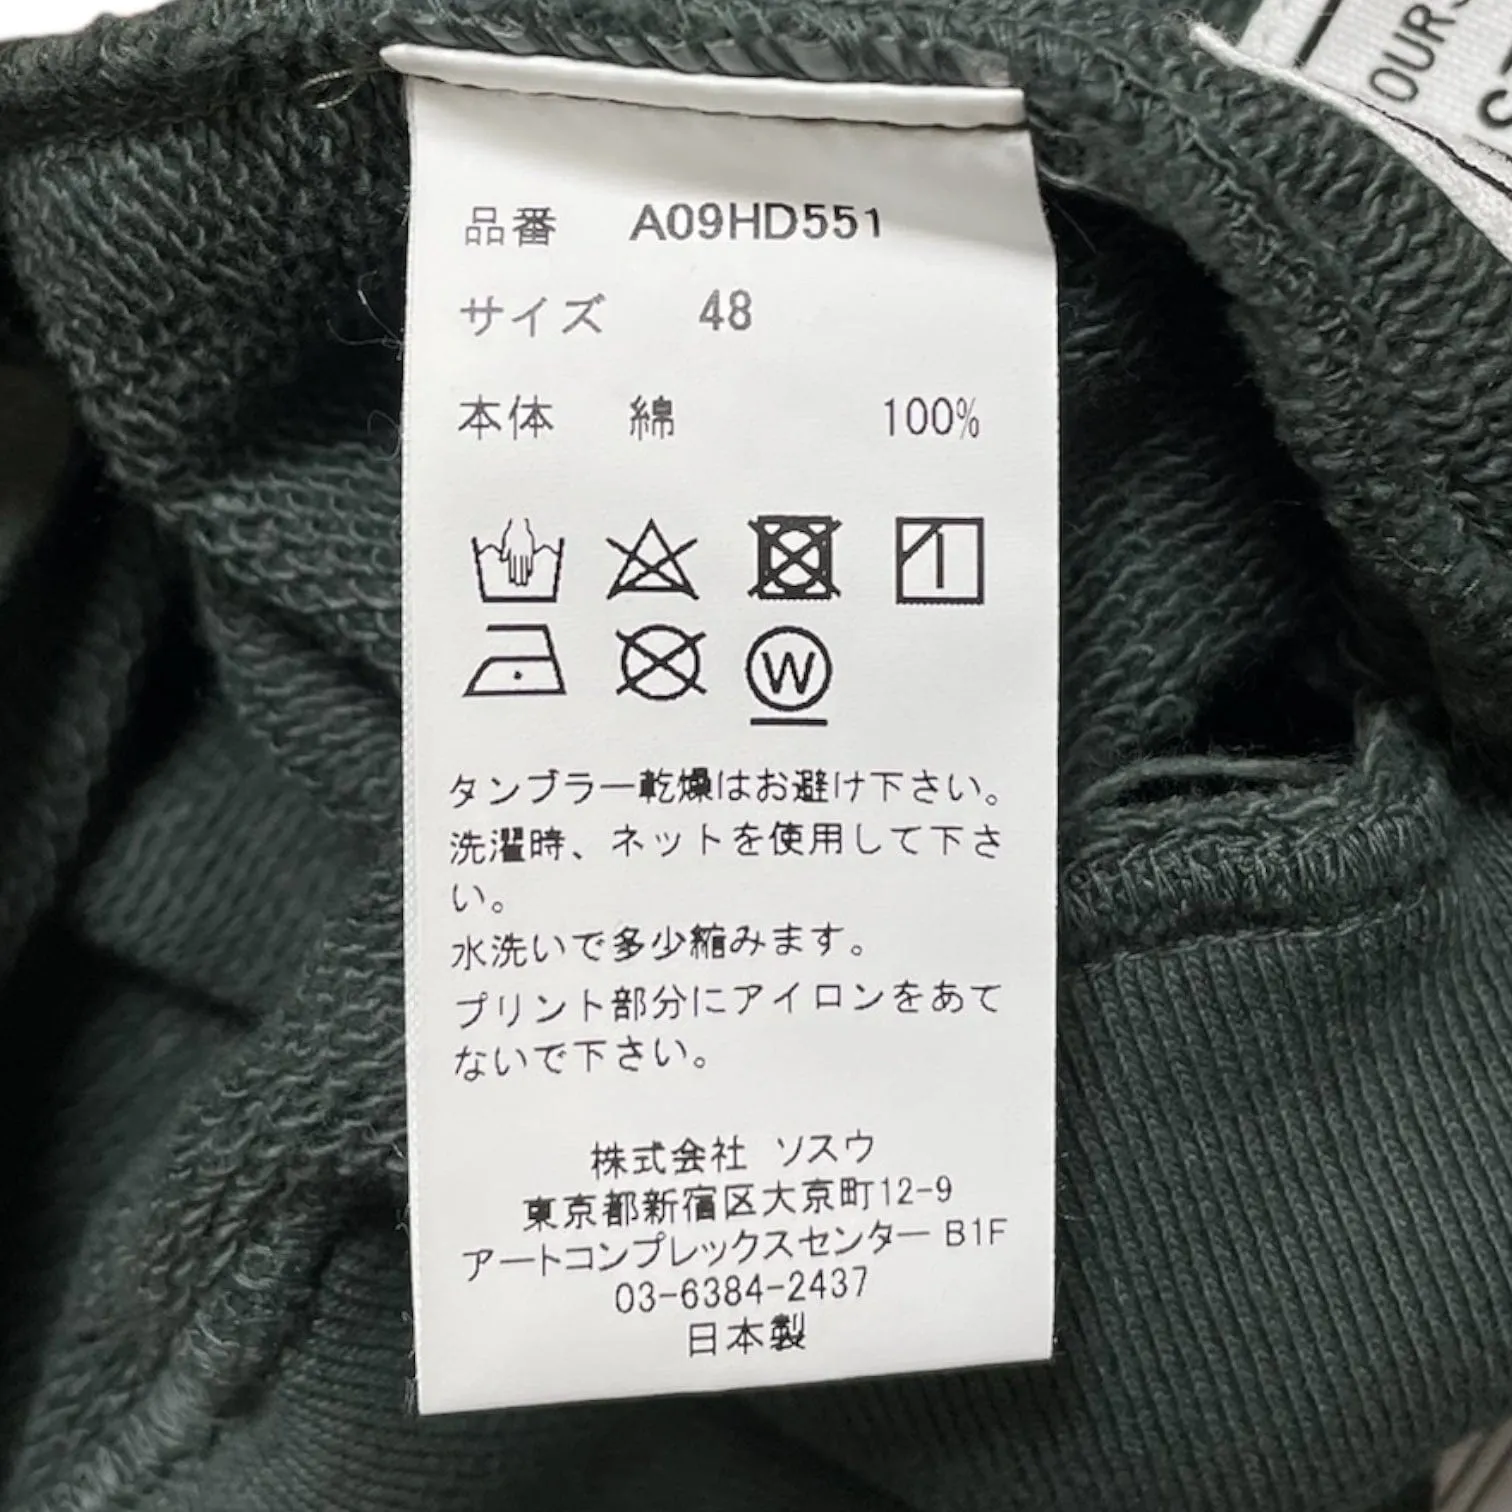 OURS
品番 A09HD551
サイズ 48
本体 綿 100%
W
タンブラー乾燥はお避け下さい。
洗濯時、ネットを使用して下さ
い。
水洗いで多少縮みます。
プリント部分にアイロンをあて
ないで下さい。
株式会社 ソスウ
東京都新宿区大京町12-9
アートコンプレックスセンター B1F
03-6384-2437
日本製